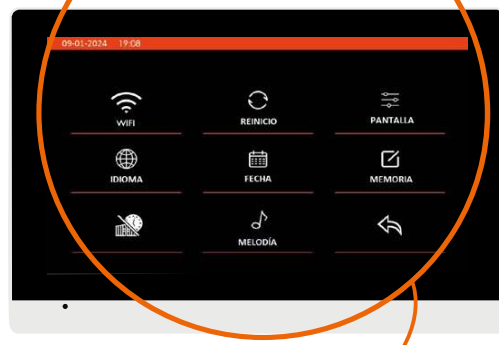 09-01-2024 19:08
WIFI
REINICIO
PANTALLA
IDIOMA
FECHA
MEMORIA
MELODÍA